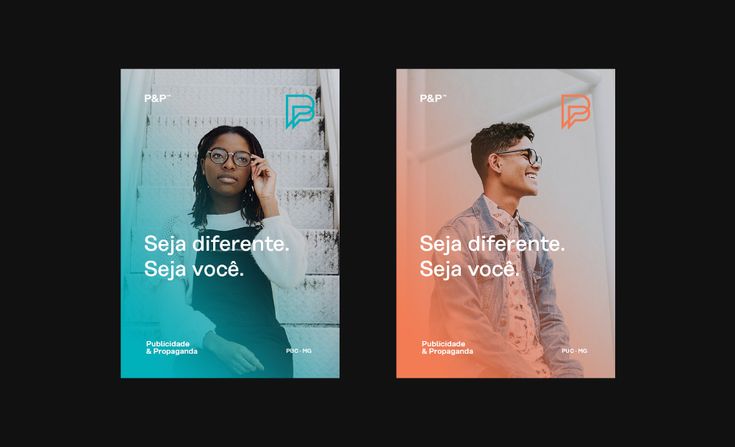 P&P™
Seja diferente.
Seja você.
Publicidade
& Propaganda
PUC · MG
P&P™
Seja diferente.
Seja você.
Publicidade
& Propaganda
PUC · MG